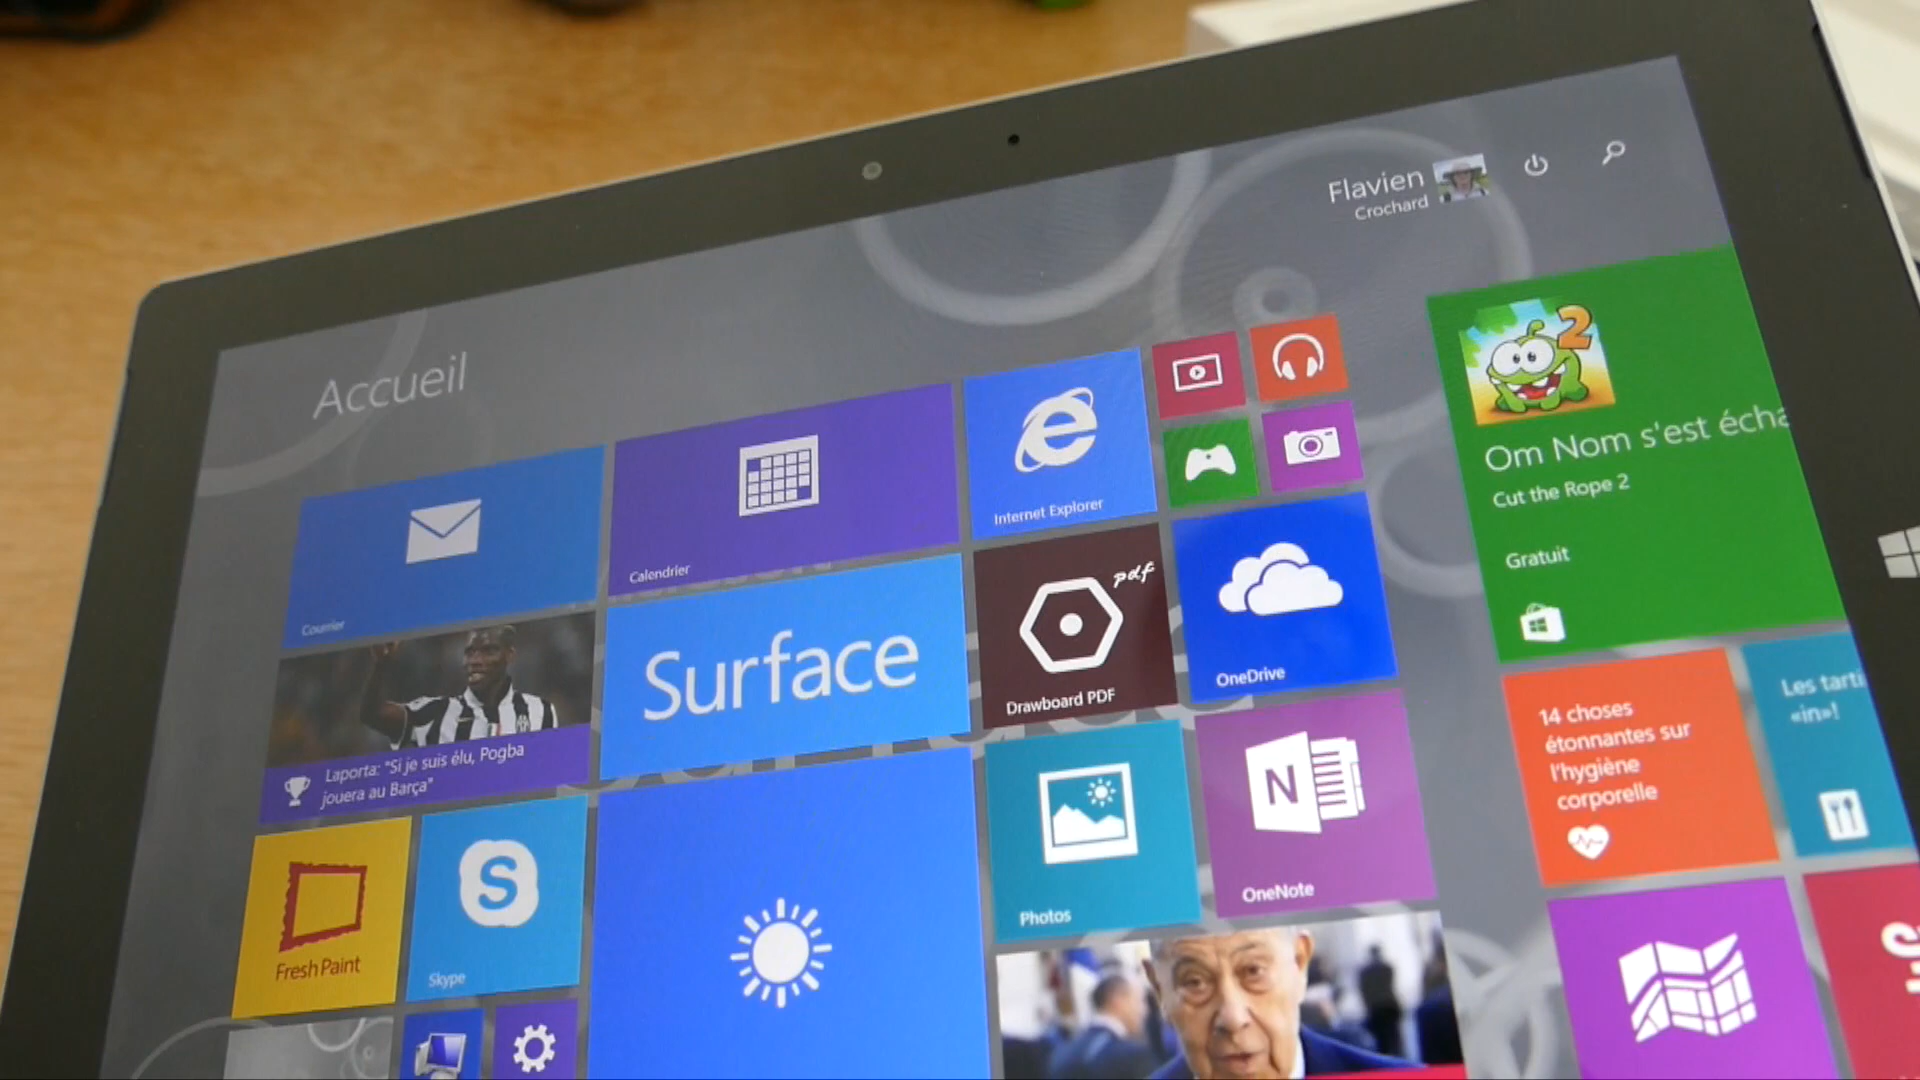 Flavien
Crochard
Accueil
Courrier
Calendrier
Internet Explorer
2
Om Nom s'est écha
Cut the Rope 2
Gratuit
Laporta: "Si je suis élu, Pogba
jouera au Barça"
Surface
pdf
Drawboard PDF
OneDrive
Fresh Paint
S
Skype
Photos
N
OneNote
14 choses
étonnantes sur
l'hygiène
corporelle
Les tarti
«in»!